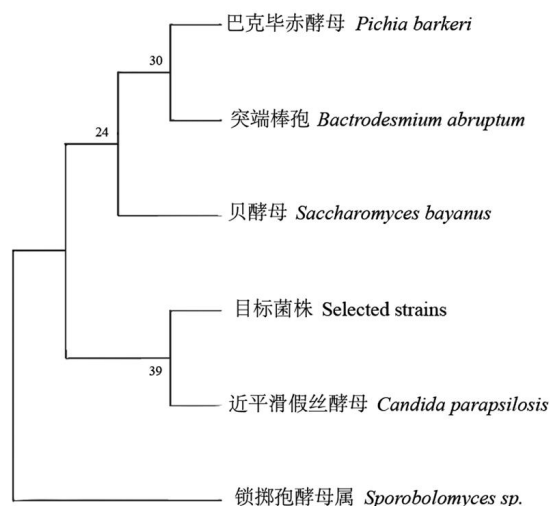 巴克毕赤酵母 Pichia barkeri
30
突端棒孢 Bactrodesmium abruptum
24
贝酵母 Saccharomyces bayanus
目标菌株 Selected strains
39
近平滑假丝酵母 Candida parapsilosis
锁掷孢酵母属 Sporobolomyces sp.